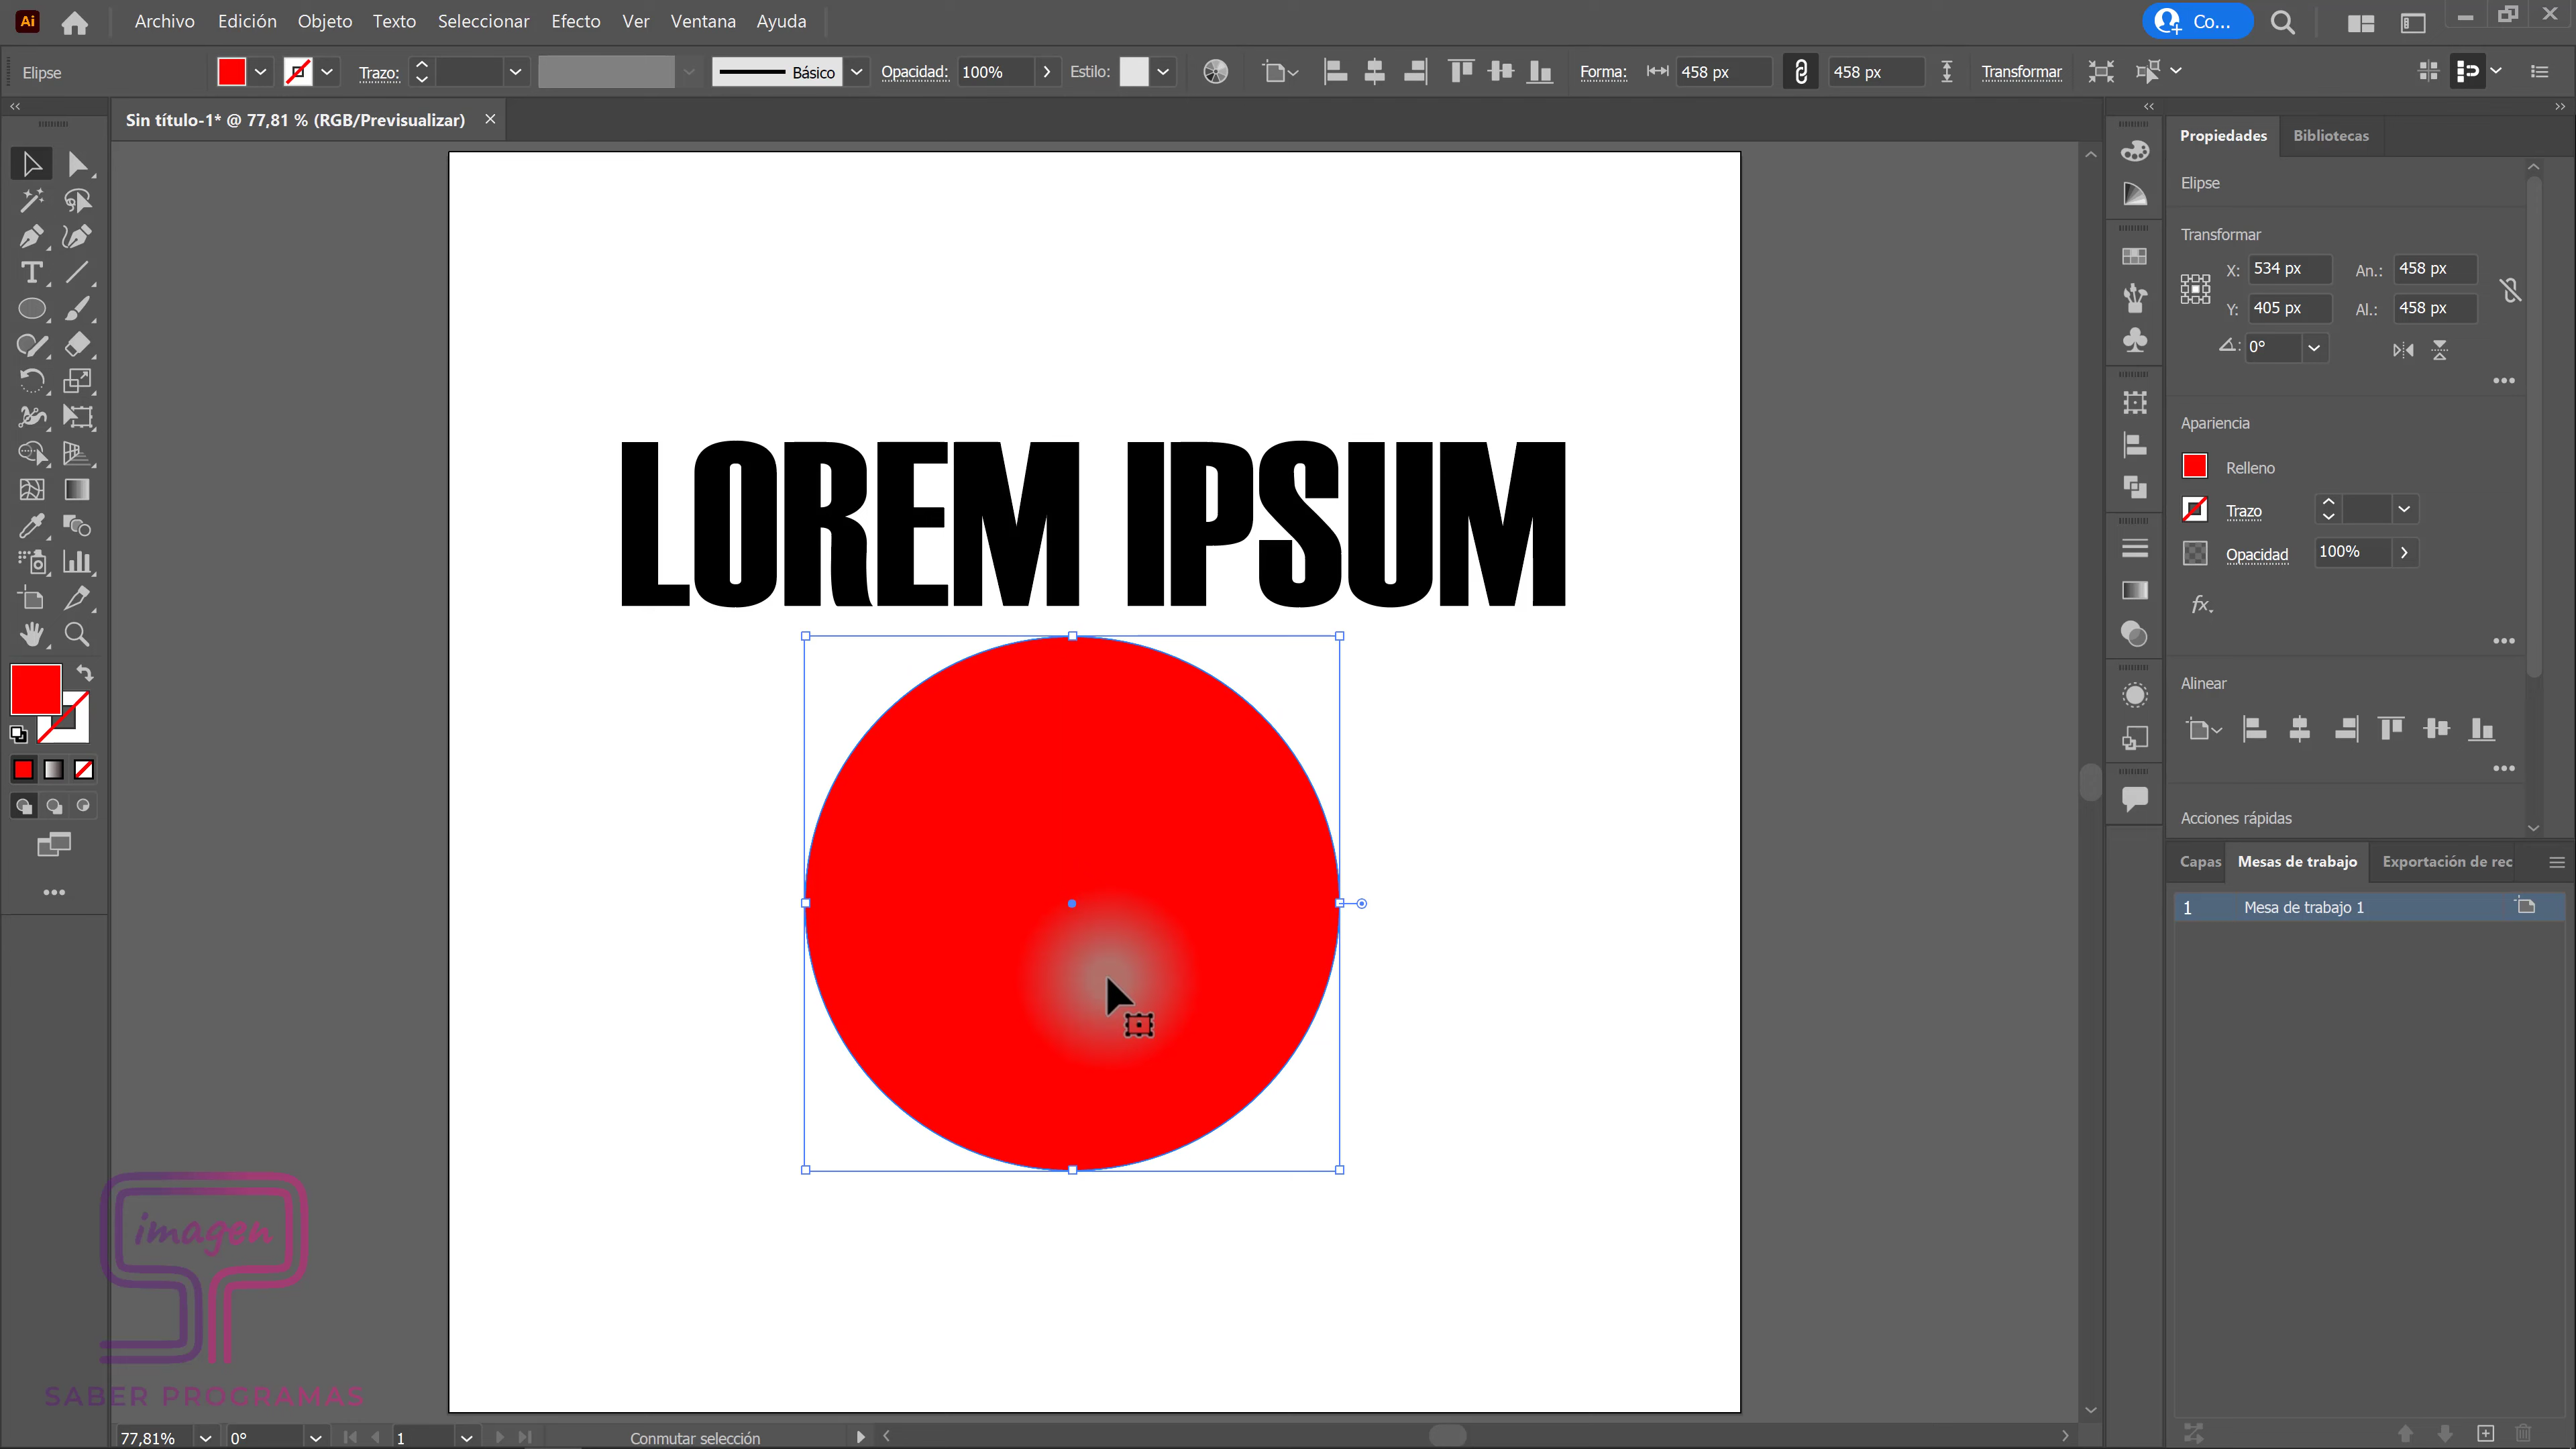 Ai Archivo Edición Objeto Texto Seleccionar Efecto Ver Ventana Ayuda Co...
Elipse Trazo: Básico Opacidad: 100% Estilo: Forma: 458 px 458 px Transformar
Sin título-1* @ 77,81 % (RGB/Previsualizar)
Propiedades Bibliotecas
Elipse
Transformar
X: 534 px An.: 458 px
Y: 405 px Al.: 458 px
0°
Apariencia
Relleno
Trazo
Opacidad 100%
fx.
Alinear
Acciones rápidas
Capas Mesas de trabajo Exportación de rec
1 Mesa de trabajo 1
LOREM IPSUM
imagen
SABER PROGRAMAS
77,81% 0° 1 Conmutar selección